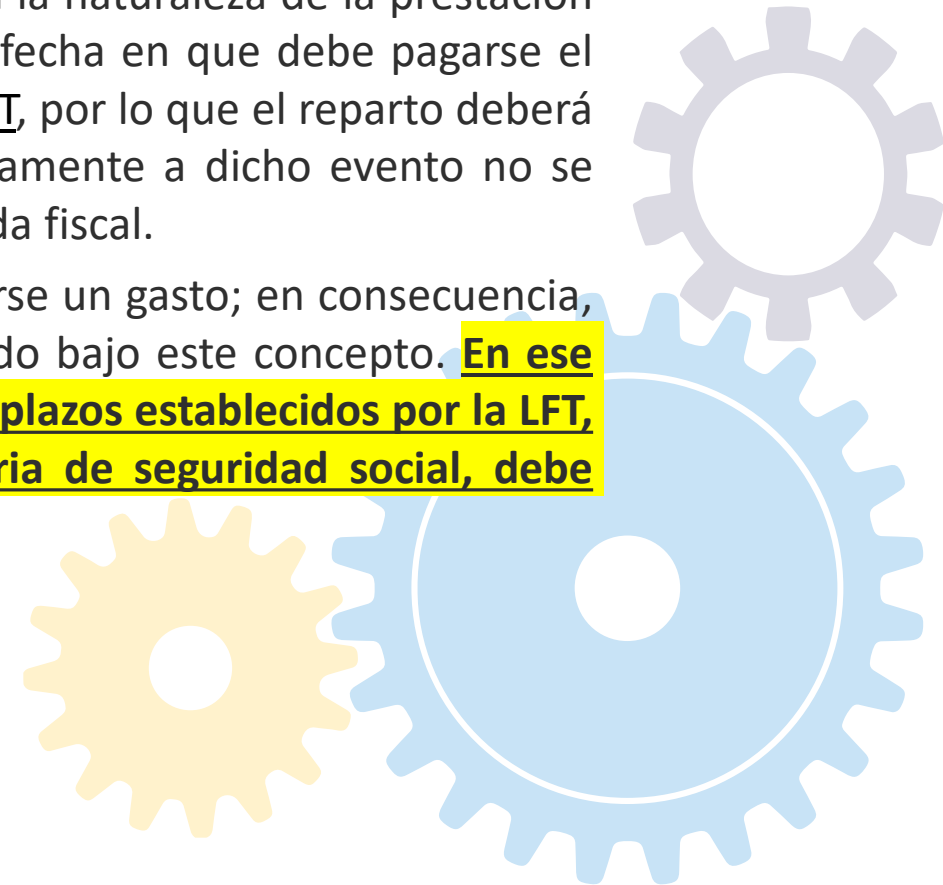 la naturaleza de la prestación
fecha en que debe pagarse el
T, por lo que el reparto deberá
amente a dicho evento no se
da fiscal.
rse un gasto; en consecuencia,
do bajo este concepto. En ese
plazos establecidos por la LFT,
ria de seguridad social, debe